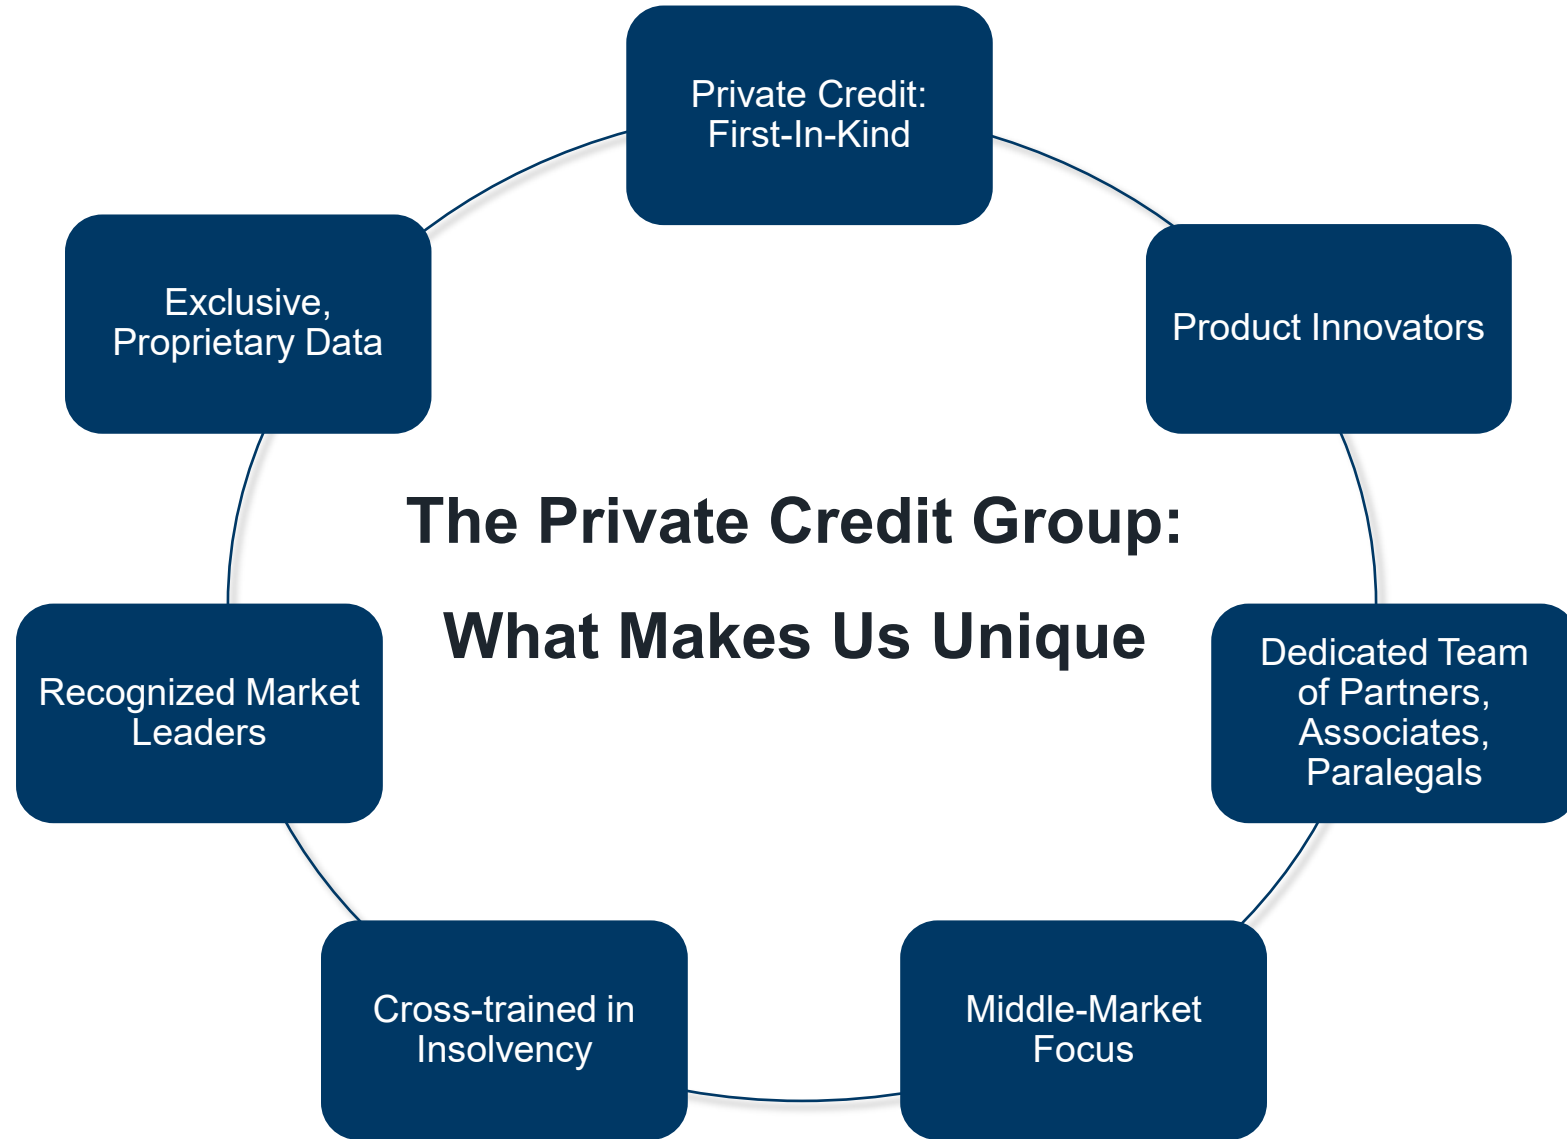 Private Credit:
First-In-Kind
Product Innovators
Dedicated Team
of Partners,
Associates,
Paralegals
Middle-Market
Focus
Cross-trained in
Insolvency
Recognized Market
Leaders
Exclusive,
Proprietary Data
The Private Credit Group:
What Makes Us Unique